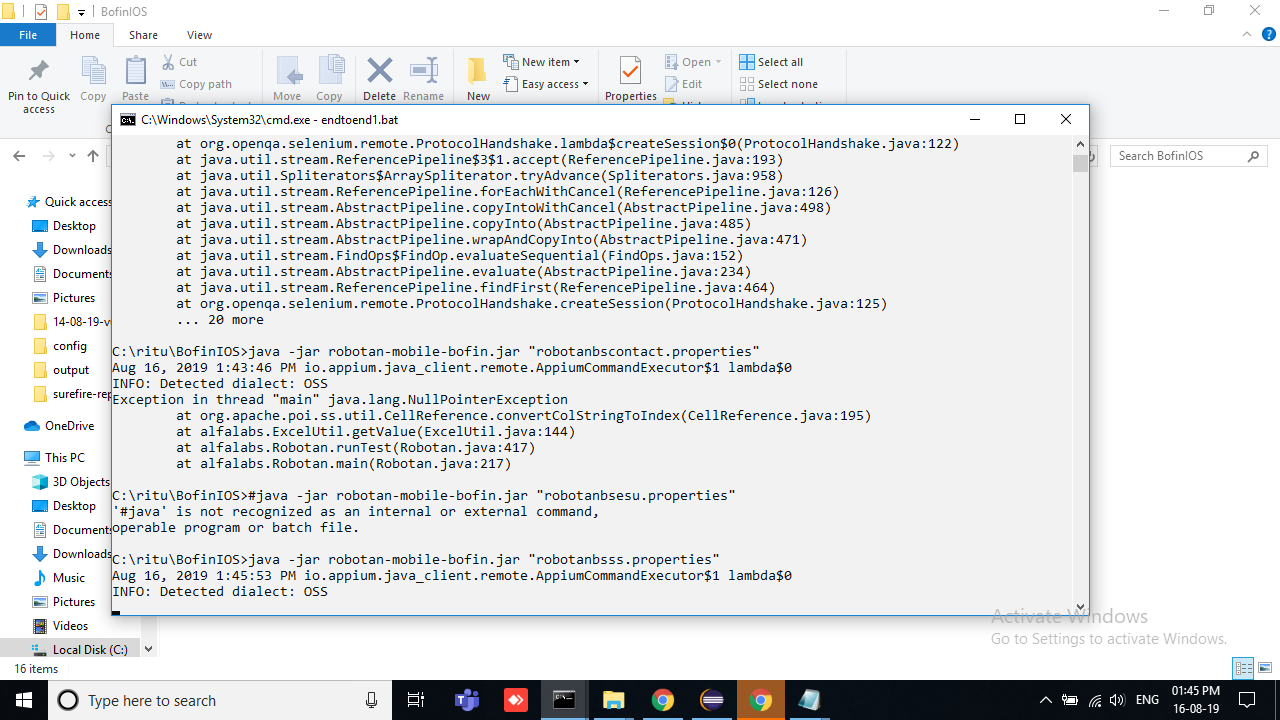 BofinIOS
File Home Share View
Pin to Quick access
Copy
Paste
Cut
Copy path
Move
Copy
Delete
Rename
New
New item
Easy access
Properties
Open
Edit
Select all
Select none
C:\Windows\System32\cmd.exe - endtoend1.bat
Search BofinIOS
at org.openqa.selenium.remote.ProtocolHandshake.lambda$createSession$0(ProtocolHandshake.java:122)
at java.util.stream.ReferencePipeline$3$1.accept(ReferencePipeline.java:193)
at java.util.Spliterators$ArraySpliterator.tryAdvance(Spliterators.java:958)
at java.util.stream.ReferencePipeline.forEachWithCancel(ReferencePipeline.java:126)
at java.util.stream.AbstractPipeline.copyIntoWithCancel(AbstractPipeline.java:498)
at java.util.stream.AbstractPipeline.copyInto(AbstractPipeline.java:485)
at java.util.stream.AbstractPipeline.wrapAndCopyInto(AbstractPipeline.java:471)
at java.util.stream.FindOps$FindOp.evaluateSequential(FindOps.java:152)
at java.util.stream.AbstractPipeline.evaluate(AbstractPipeline.java:234)
at java.util.stream.ReferencePipeline.findFirst(ReferencePipeline.java:464)
at org.openqa.selenium.remote.ProtocolHandshake.createSession(ProtocolHandshake.java:125)
... 20 more
C:\ritu\BofinIOS>java -jar robotan-mobile-bofin.jar "robotanbscontact.properties"
Aug 16, 2019 1:43:46 PM io.appium.java_client.remote.AppiumCommandExecutor$1 lambda$0
INFO: Detected dialect: OSS
Exception in thread "main" java.lang.NullPointerException
at org.apache.poi.ss.util.CellReference.convertColStringToIndex(CellReference.java:195)
at alfalabs.ExcelUtil.getValue(ExcelUtil.java:144)
at alfalabs.Robotan.runTest(Robotan.java:417)
at alfalabs.Robotan.main(Robotan.java:217)
C:\ritu\BofinIOS>#java -jar robotan-mobile-bofin.jar "robotanbsesu.properties"
'#java' is not recognized as an internal or external command,
operable program or batch file.
C:\ritu\BofinIOS>java -jar robotan-mobile-bofin.jar "robotanbsss.properties"
Aug 16, 2019 1:45:53 PM io.appium.java_client.remote.AppiumCommandExecutor$1 lambda$0
INFO: Detected dialect: OSS
Quick access
Desktop
Downloads
Documents
Pictures
14-08-19-v
config
output
surefire-rep
OneDrive
This PC
3D Objects
Desktop
Documents
Downloads
Music
Pictures
Videos
Local Disk (C:)
Activate Windows
Go to Settings to activate Windows.
16 items
Type here to search
ENG
01:45 PM
16-08-19